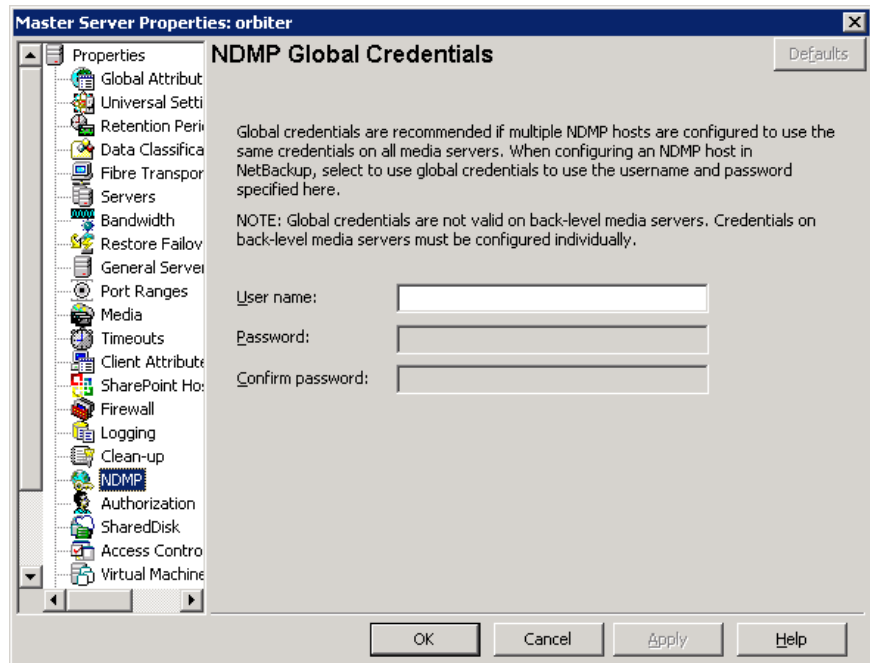 Master Server Properties: orbiter
Properties
Global Attribut
Universal Setti
Retention Peri
Data Classifica
Fibre Transpor
Servers
Bandwidth
Restore Failov
General Server
Port Ranges
Media
Timeouts
Client Attribute
SharePoint Hos
Firewall
Logging
Clean-up
NDMP
Authorization
SharedDisk
Access Contro
Virtual Machine
NDMP Global Credentials
Defaults
Global credentials are recommended if multiple NDMP hosts are configured to use the
same credentials on all media servers. When configuring an NDMP host in
NetBackup, select to use global credentials to use the username and password
specified here.
NOTE: Global credentials are not valid on back-level media servers. Credentials on
back-level media servers must be configured individually.
User name:
Password:
Confirm password:
OK
Cancel
Apply
Help